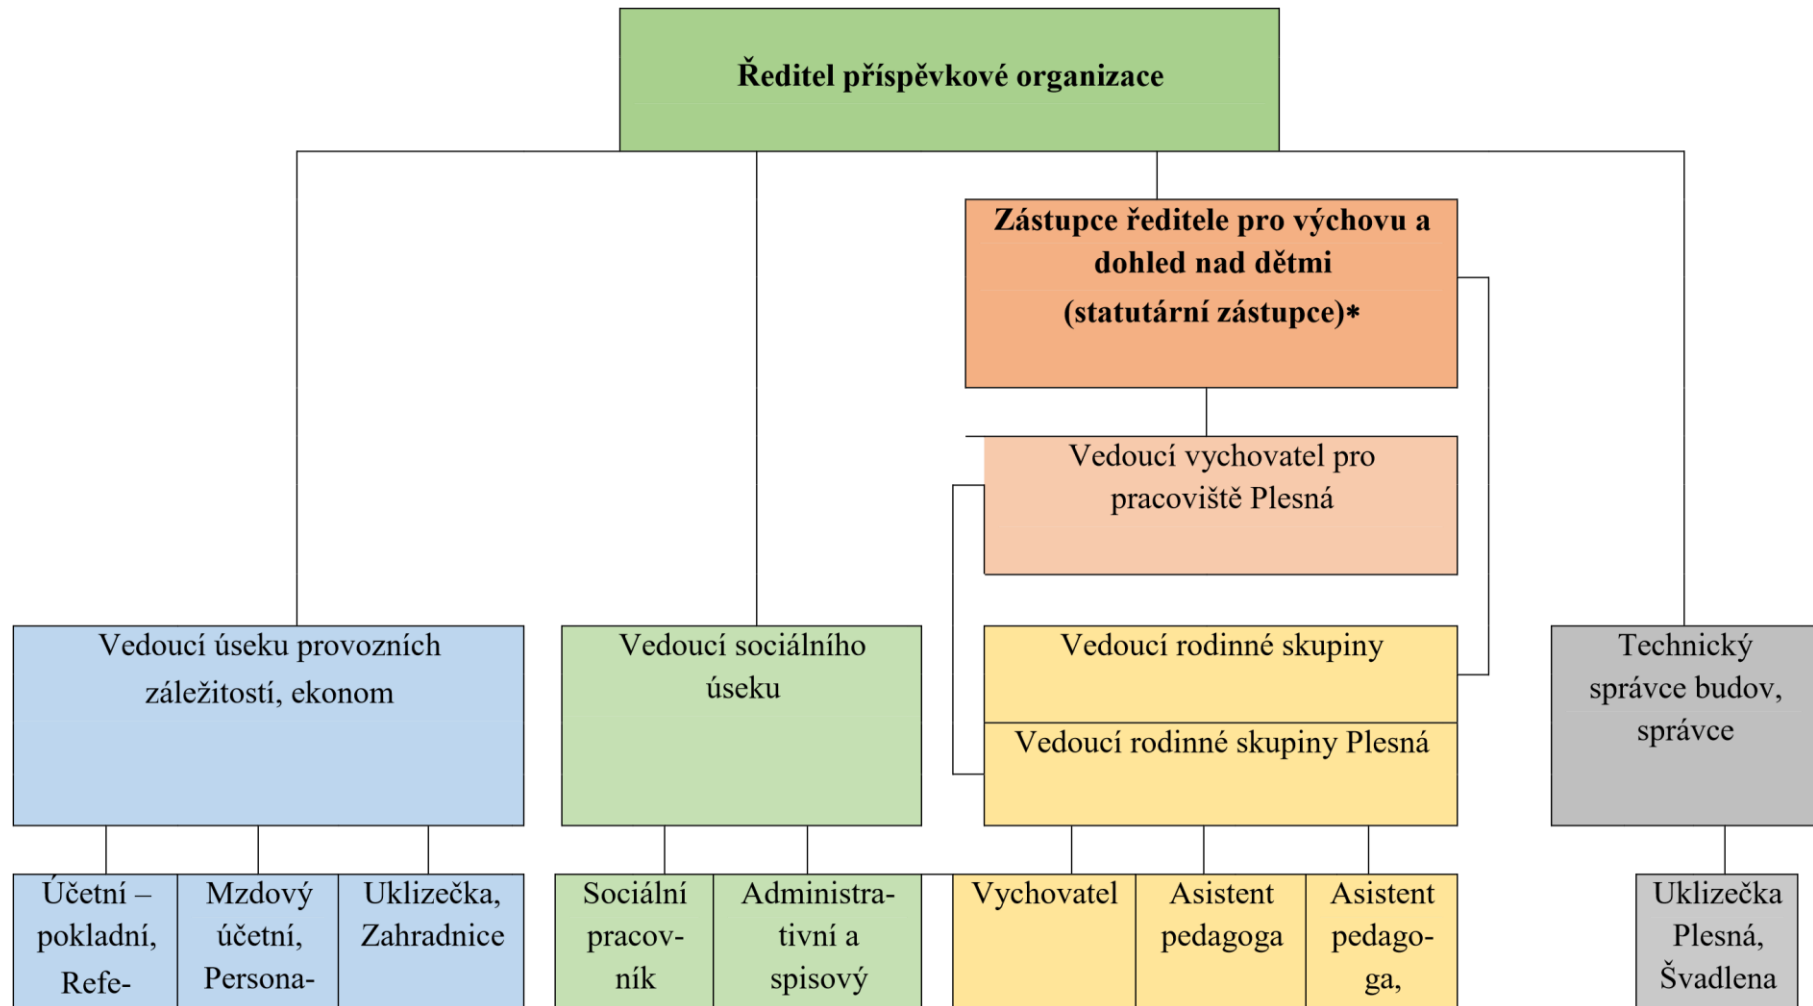 Ředitel příspěvkové organizace
Zástupce ředitele pro výchovu a
dohled nad dětmi
(statutární zástupce)*
Vedoucí vychovatel pro
pracoviště Plesná
Vedoucí úseku provozních
záležitostí, ekonom
Vedoucí sociálního
úseku
Vedoucí rodinné skupiny
Vedoucí rodinné skupiny Plesná
Technický
správce budov,
správce
Účetní –
pokladní,
Refe-
Mzdový
účetní,
Persona-
Uklizečka,
Zahradnice
Sociální
pracov-
ník
Administra-
tivní a
spisový
Vychovatel
Asistent
pedagoga
Asistent
pedago-
ga,
Uklizečka
Plesná,
Švadlena